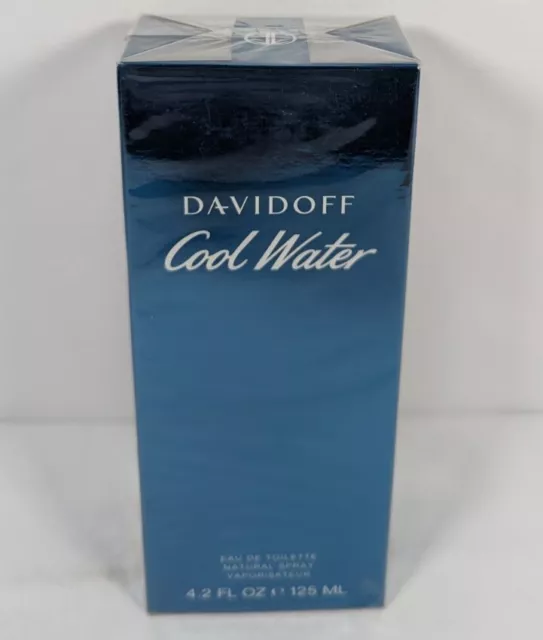 DAVIDOFF
Cool Water
EAU DE TOILETTE
NATURAL SPRAY
VAPORISATEUR
4.2 FL OZ ℮ 125 ML